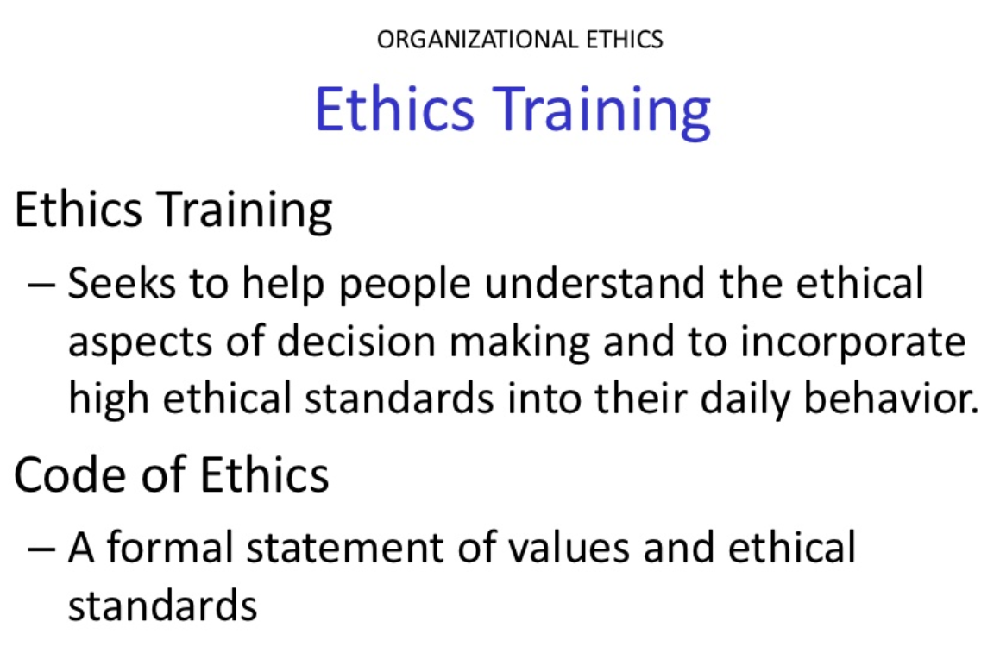 ORGANIZATIONAL ETHICS
Ethics Training
Ethics Training
– Seeks to help people understand the ethical
aspects of decision making and to incorporate
high ethical standards into their daily behavior.
Code of Ethics
– A formal statement of values and ethical
standards